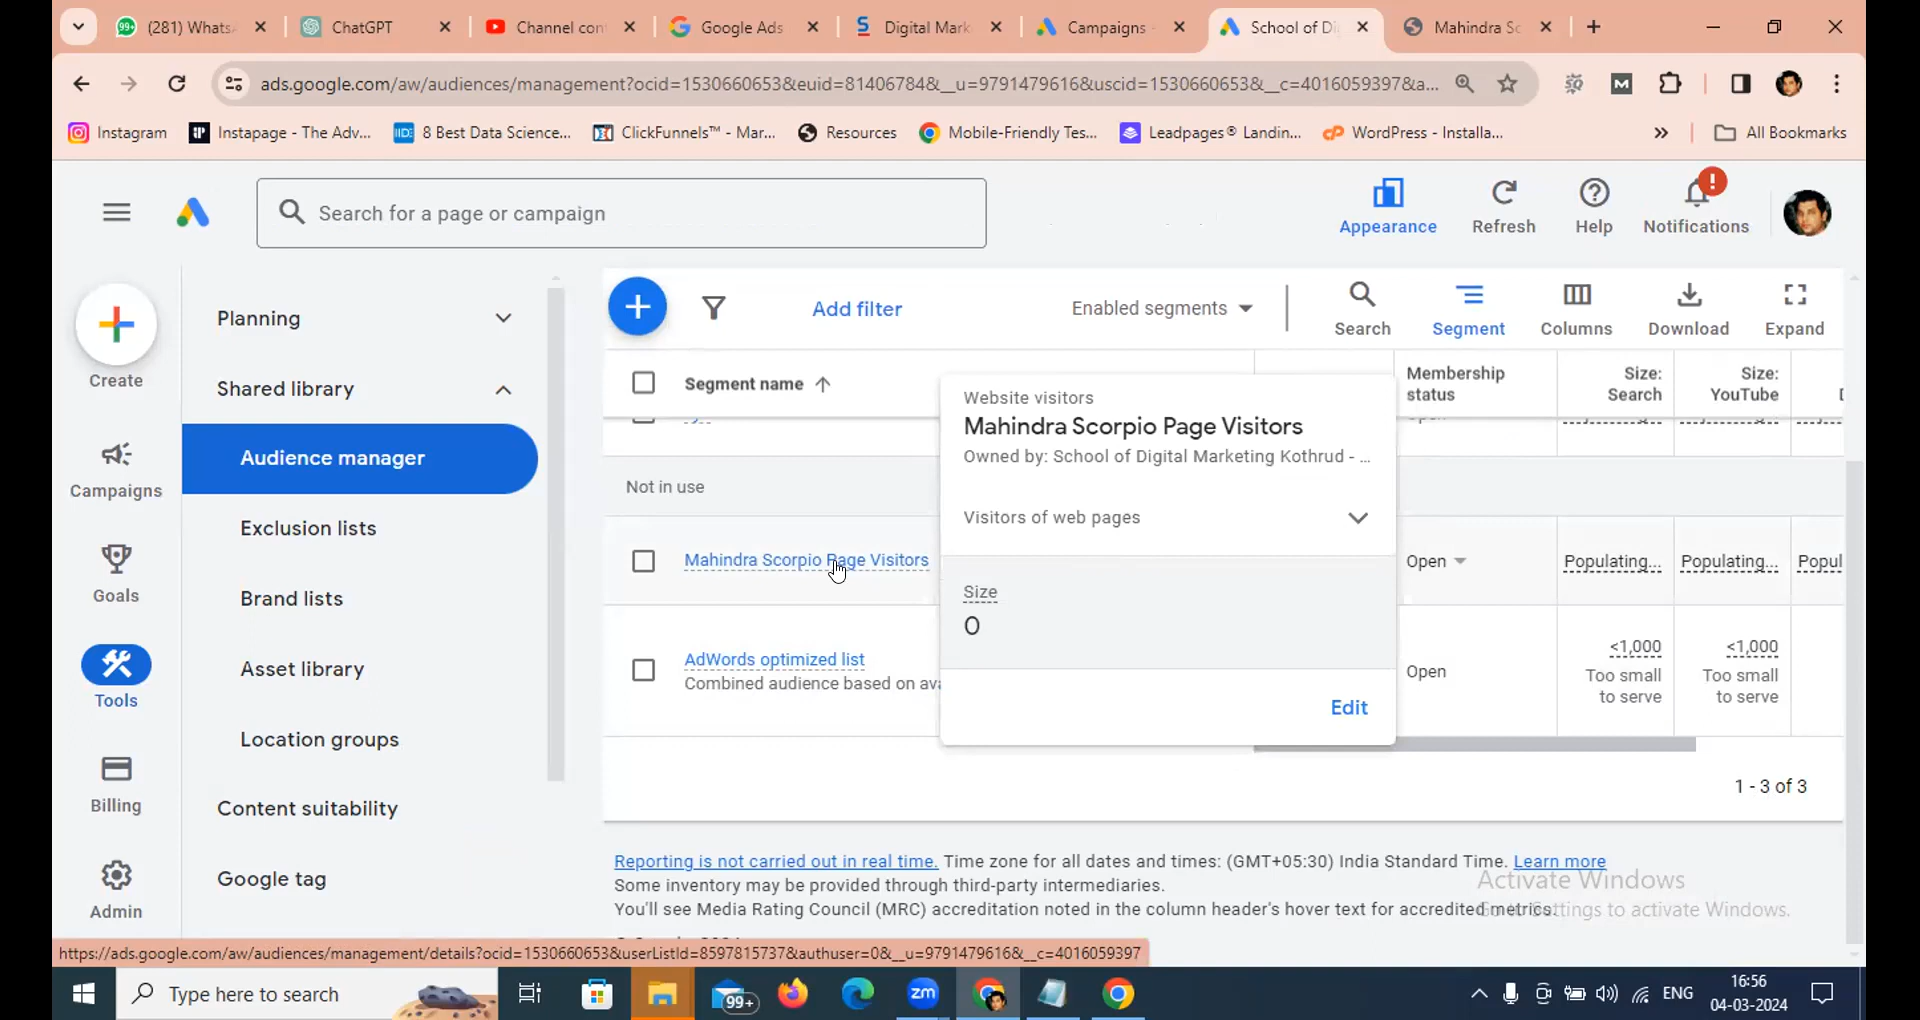 (281) WhatsA
ChatGPT
Channel con
Google Ads
Digital Mark
Campaigns -
School of Di
Mahindra Sc
ads.google.com/aw/audiences/management?ocid=1530660653&euid=81406784&__u=9791479616&uscid=1530660653&__c=4016059397&a...
Instagram
Instapage - The Adv...
8 Best Data Science...
ClickFunnels™ - Mar...
Resources
Mobile-Friendly Tes...
Leadpages® Landin...
WordPress - Installa...
All Bookmarks
Search for a page or campaign
Appearance
Refresh
Help
Notifications
Create
Campaigns
Goals
Tools
Billing
Admin
Planning
Shared library
Audience manager
Exclusion lists
Brand lists
Asset library
Location groups
Content suitability
Google tag
Add filter
Enabled segments
Search
Segment
Columns
Download
Expand
Segment name
Membership status
Size: Search
Size: YouTube
Not in use
Mahindra Scorpio Page Visitors
Open
Populating...
Populating...
Popul
AdWords optimized list
Combined audience based on ava
Open
<1,000
Too small
to serve
<1,000
Too small
to serve
Website visitors
Mahindra Scorpio Page Visitors
Owned by: School of Digital Marketing Kothrud - ...
Visitors of web pages
Size
0
Edit
1 - 3 of 3
Reporting is not carried out in real time. Time zone for all dates and times: (GMT+05:30) India Standard Time. Learn more
Some inventory may be provided through third-party intermediaries.
You'll see Media Rating Council (MRC) accreditation noted in the column header's hover text for accredited metrics.
Activate Windows
Go to Settings to activate Windows.
https://ads.google.com/aw/audiences/management/details?ocid=1530660653&userListId=8597815737&authuser=0&__u=9791479616&__c=4016059397
Type here to search
99+
zm
ENG
16:56
04-03-2024